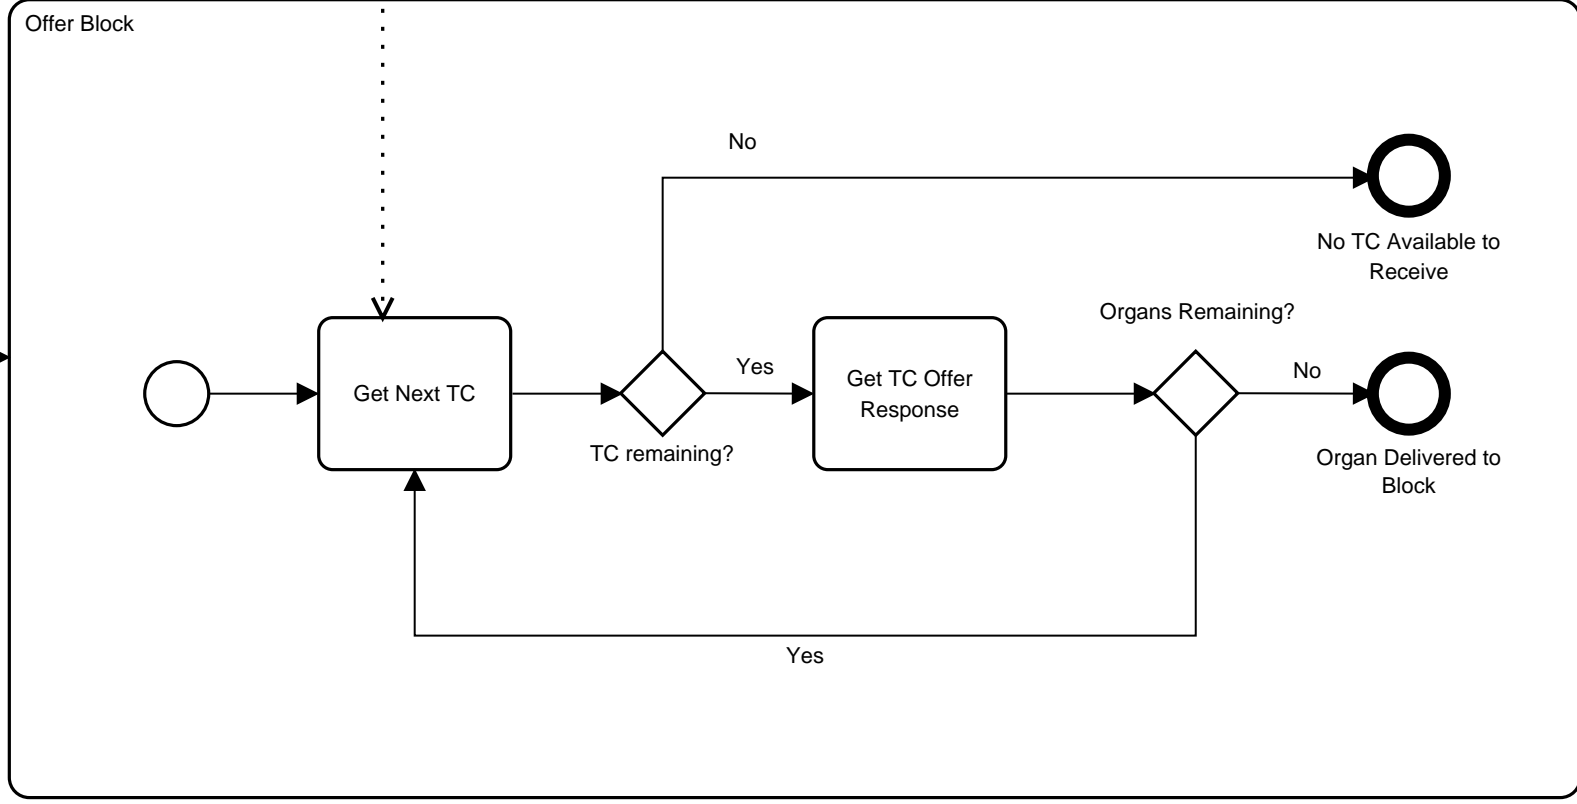 Offer Block
No
No TC Available to
Receive
Organs Remaining?
Get Next TC
Yes
Get TC Offer
Response
No
TC remaining?
Organ Delivered to
Block
Yes